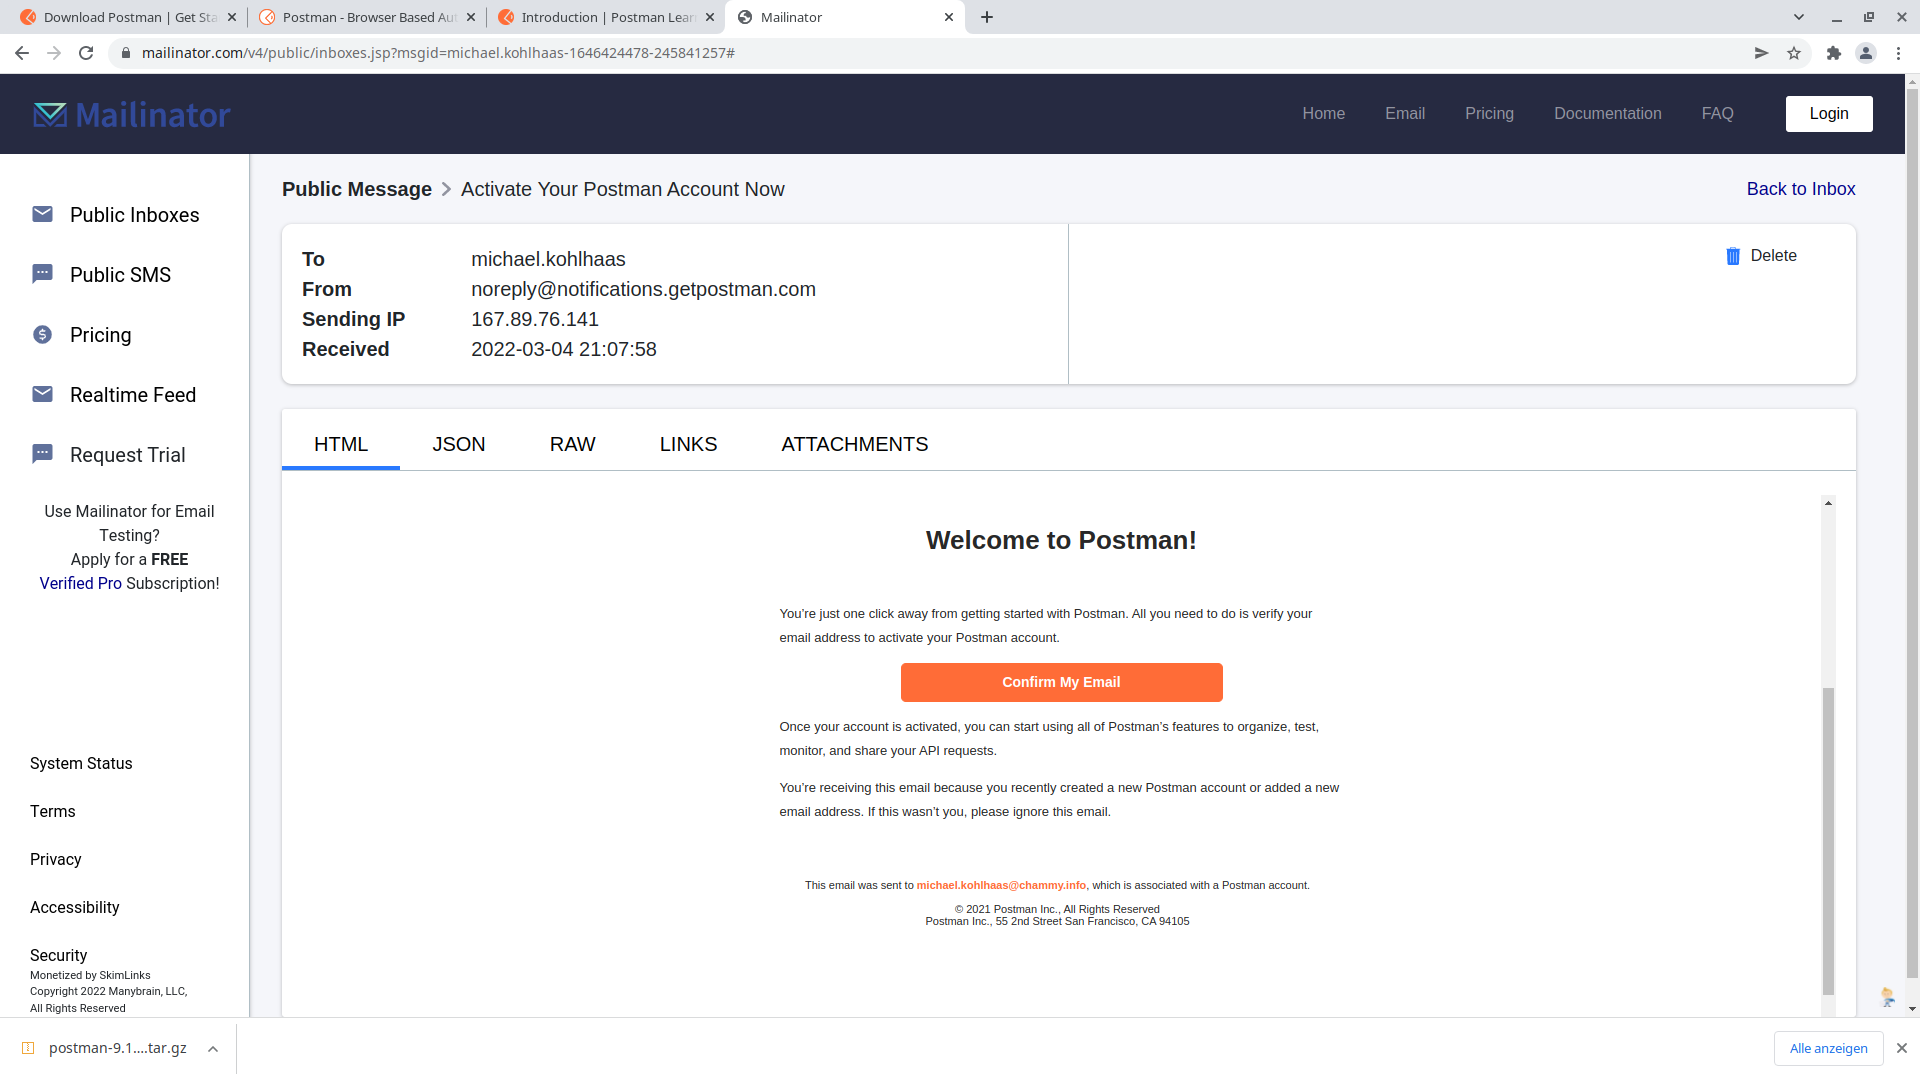 Download Postman | Get Sta
Postman - Browser Based Aut
Introduction | Postman Lear
Mailinator
mailinator.com/v4/public/inboxes.jsp?msgid=michael.kohlhaas-1646424478-245841257#
Mailinator
Home
Email
Pricing
Documentation
FAQ
Login
Public Inboxes
Public SMS
Pricing
Realtime Feed
Request Trial
Use Mailinator for Email
Testing?
Apply for a FREE
Verified Pro Subscription!
System Status
Terms
Privacy
Accessibility
Security
Monetized by SkimLinks
Copyright 2022 Manybrain, LLC,
All Rights Reserved
Public Message > Activate Your Postman Account Now
Back to Inbox
To michael.kohlhaas
From noreply@notifications.getpostman.com
Sending IP 167.89.76.141
Received 2022-03-04 21:07:58
Delete
HTML
JSON
RAW
LINKS
ATTACHMENTS
Welcome to Postman!
You’re just one click away from getting started with Postman. All you need to do is verify your
email address to activate your Postman account.
Confirm My Email
Once your account is activated, you can start using all of Postman’s features to organize, test,
monitor, and share your API requests.
You’re receiving this email because you recently created a new Postman account or added a new
email address. If this wasn’t you, please ignore this email.
This email was sent to michael.kohlhaas@chammy.info, which is associated with a Postman account.
© 2021 Postman Inc., All Rights Reserved
Postman Inc., 55 2nd Street San Francisco, CA 94105
postman-9.1....tar.gz
Alle anzeigen